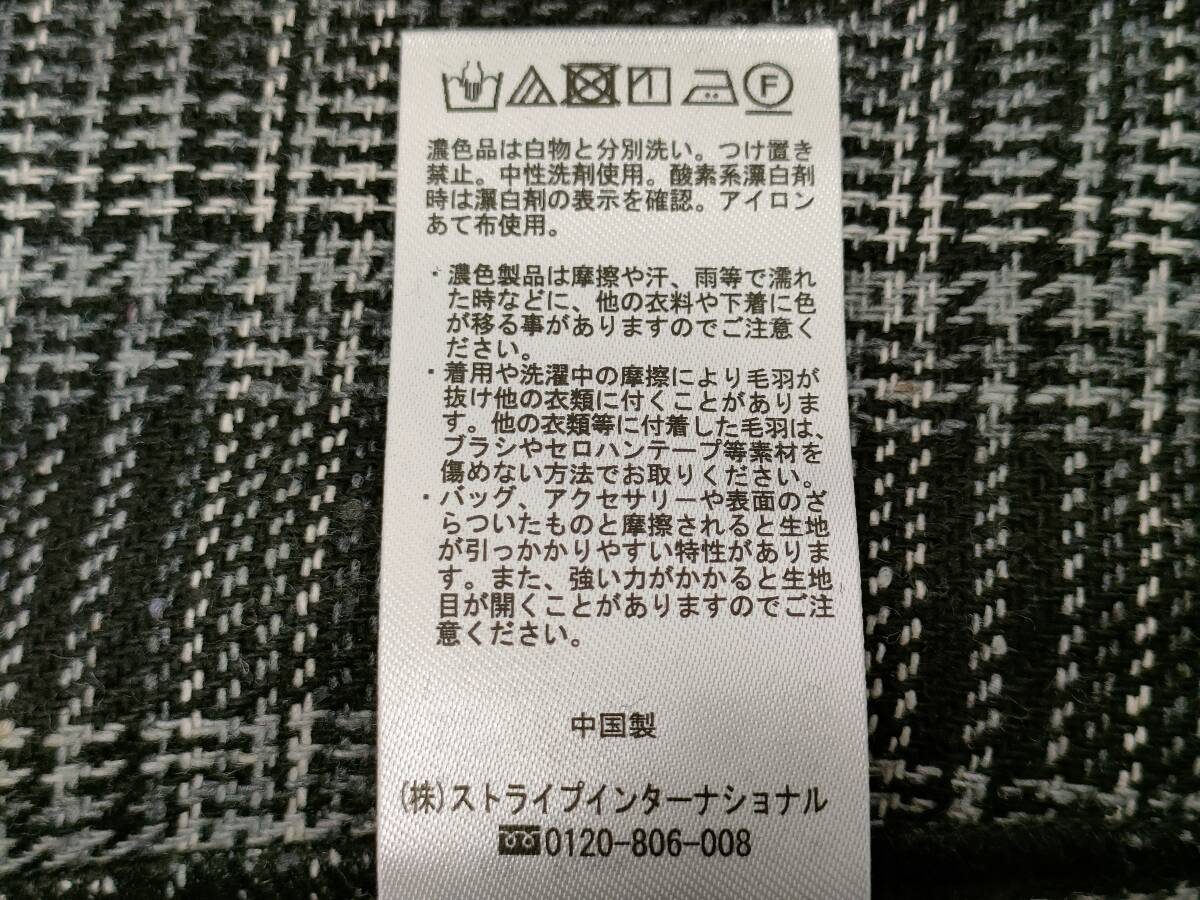 F
濃色品は白物と分別洗い。つけ置き
禁止。中性洗剤使用。酸素系漂白剤
時は漂白剤の表示を確認。アイロン
あて布使用。
・濃色製品は摩擦や汗、雨等で濡れ
た時などに、他の衣料や下着に色
が移る事がありますのでご注意く
ださい。
・着用や洗濯中の摩擦により毛羽が
抜け他の衣類に付くことがありま
す。他の衣類等に付着した毛羽は、
ブラシやセロハンテープ等素材を
傷めない方法でお取りください。
・バッグ、アクセサリーや表面のざ
らついたものと摩擦されると生地
が引っかかりやすい特性がありま
す。また、強い力がかかると生地
目が開くことがありますのでご注
意ください。
中国製
(株)ストライプインターナショナル
0120-806-008